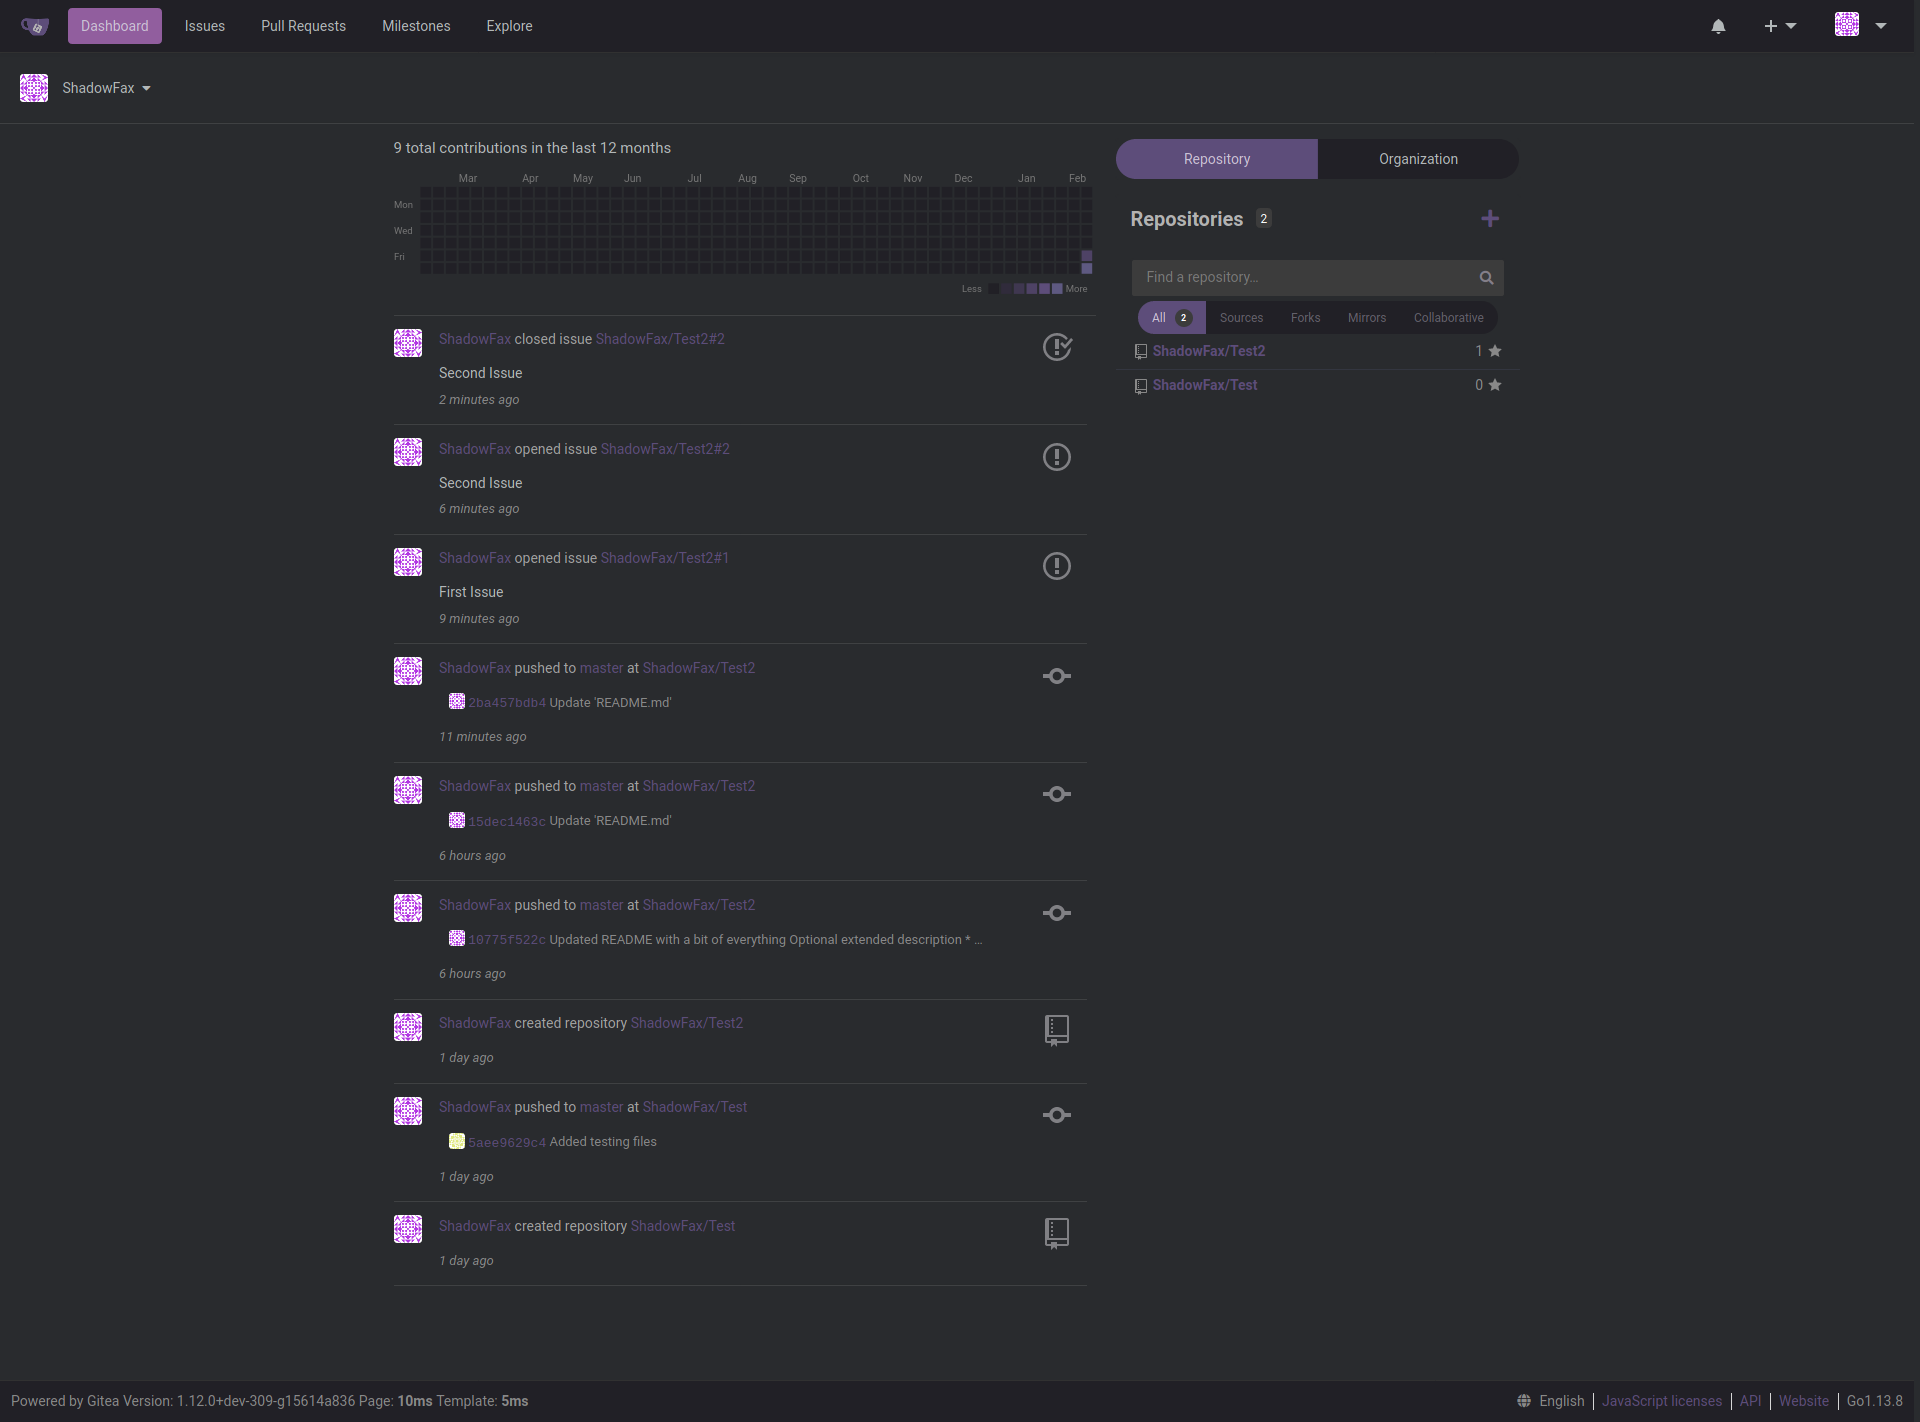 Dashboard Issues Pull Requests Milestones Explore
ShadowFax
9 total contributions in the last 12 months
Mar Apr May Jun Jul Aug Sep Oct Nov Dec Jan Feb
Mon
Wed
Fri
Less More
ShadowFax closed issue ShadowFax/Test2#2
Second Issue
2 minutes ago
ShadowFax opened issue ShadowFax/Test2#2
Second Issue
6 minutes ago
ShadowFax opened issue ShadowFax/Test2#1
First Issue
9 minutes ago
ShadowFax pushed to master at ShadowFax/Test2
2ba457bdb4 Update 'README.md'
11 minutes ago
ShadowFax pushed to master at ShadowFax/Test2
15dec1463c Update 'README.md'
6 hours ago
ShadowFax pushed to master at ShadowFax/Test2
10775f522c Updated README with a bit of everything Optional extended description * ...
6 hours ago
ShadowFax created repository ShadowFax/Test2
1 day ago
ShadowFax pushed to master at ShadowFax/Test
5aee9629c4 Added testing files
1 day ago
ShadowFax created repository ShadowFax/Test
1 day ago
Repository Organization
Repositories 2
Find a repository...
All 2 Sources Forks Mirrors Collaborative
ShadowFax/Test2 1
ShadowFax/Test 0
Powered by Gitea Version: 1.12.0+dev-309-g15614a836 Page: 10ms Template: 5ms
English JavaScript licenses API Website Go1.13.8